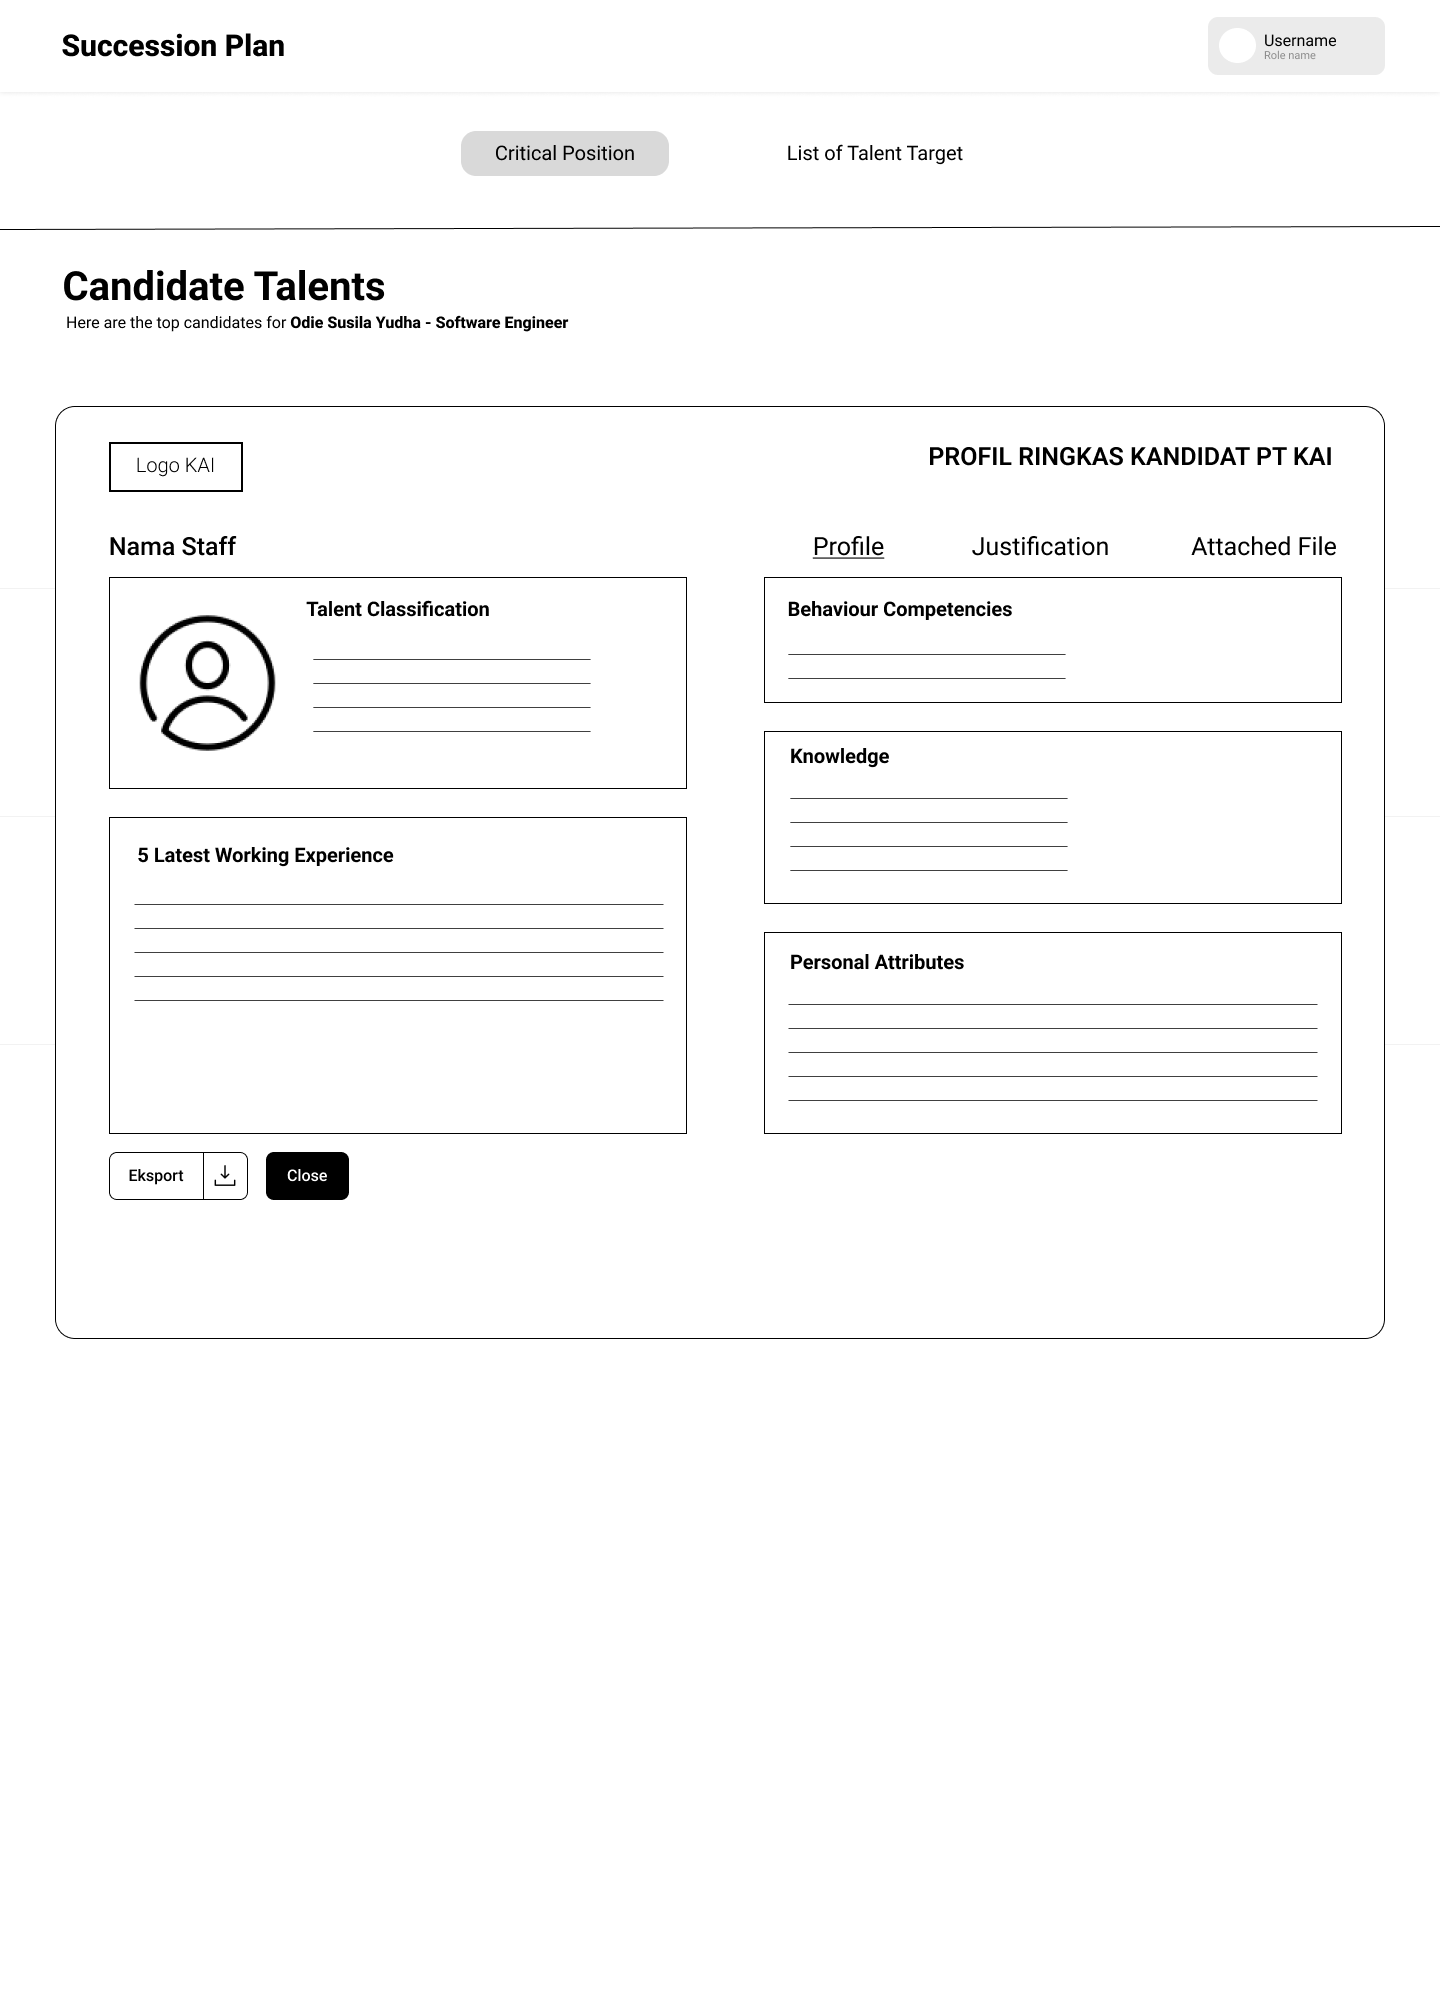 Succession Plan
Username
Role name
Critical Position
List of Talent Target
Candidate Talents
Here are the top candidates for Odie Susila Yudha - Software Engineer
Logo KAI
PROFIL RINGKAS KANDIDAT PT KAI
Nama Staff
Profile
Justification
Attached File
Talent Classification
5 Latest Working Experience
Behaviour Competencies
Knowledge
Personal Attributes
Eksport
Close